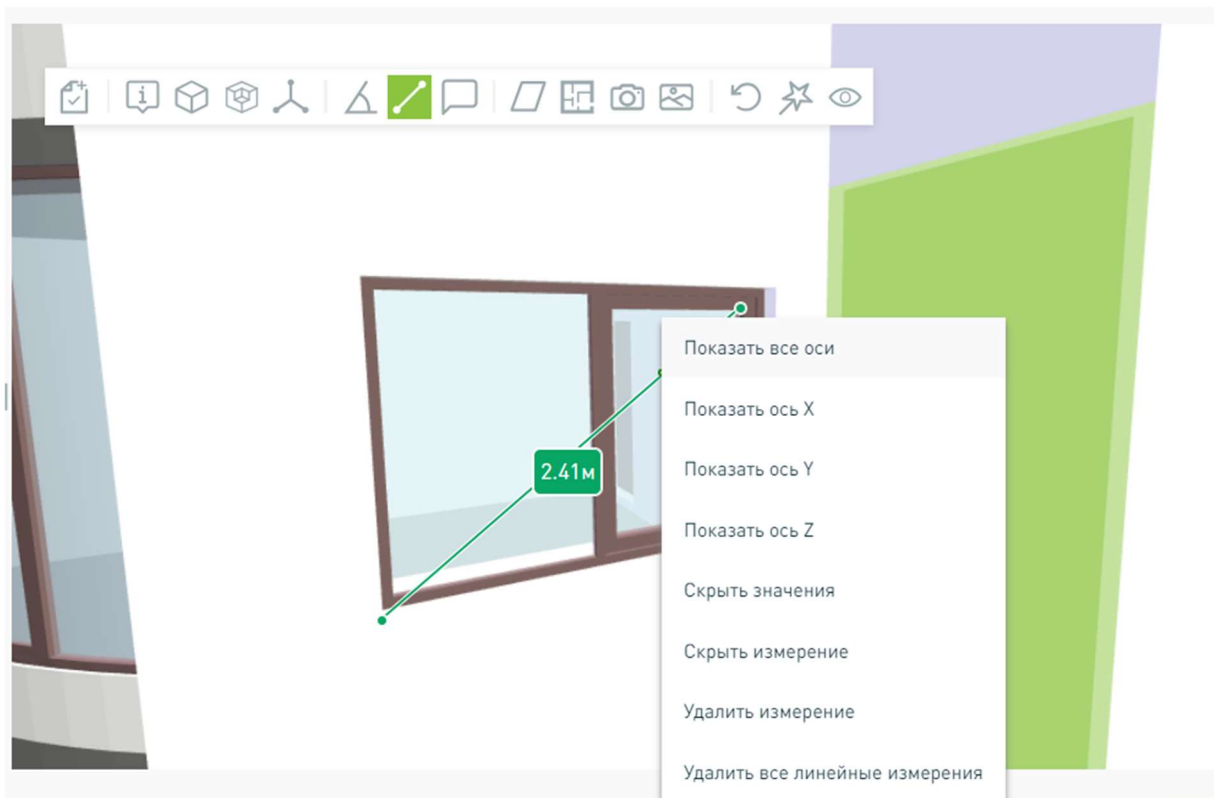 Показать все оси
Показать ось X
Показать ось Y
2.41м
Показать ось Z
Скрыть значения
Скрыть измерение
Удалить измерение
Удалить все линейные измерения